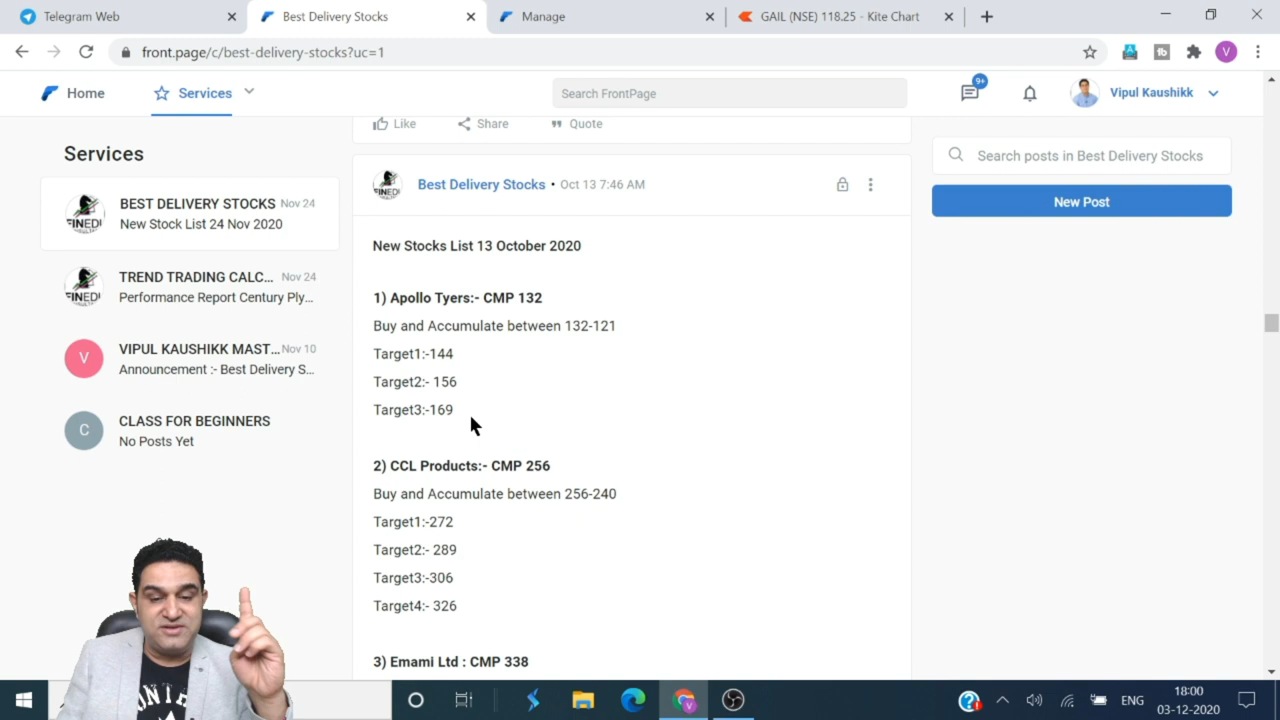 Telegram Web
Best Delivery Stocks
Manage
GAIL (NSE) 118.25 - Kite Chart
front.page/c/best-delivery-stocks?uc=1
V
Home
Services
Search FrontPage
9+
Vipul Kaushikk
Services
BEST DELIVERY STOCKS Nov 24
New Stock List 24 Nov 2020
TREND TRADING CALC... Nov 24
Performance Report Century Ply...
V
VIPUL KAUSHIKK MAST... Nov 10
Announcement :- Best Delivery S...
C
CLASS FOR BEGINNERS
No Posts Yet
Like Share Quote
Best Delivery Stocks • Oct 13 7:46 AM
New Stocks List 13 October 2020
1) Apollo Tyers:- CMP 132
Buy and Accumulate between 132-121
Target1:-144
Target2:- 156
Target3:-169
2) CCL Products:- CMP 256
Buy and Accumulate between 256-240
Target1:-272
Target2:- 289
Target3:-306
Target4:- 326
3) Emami Ltd : CMP 338
Search posts in Best Delivery Stocks
New Post
ENG
18:00
03-12-2020